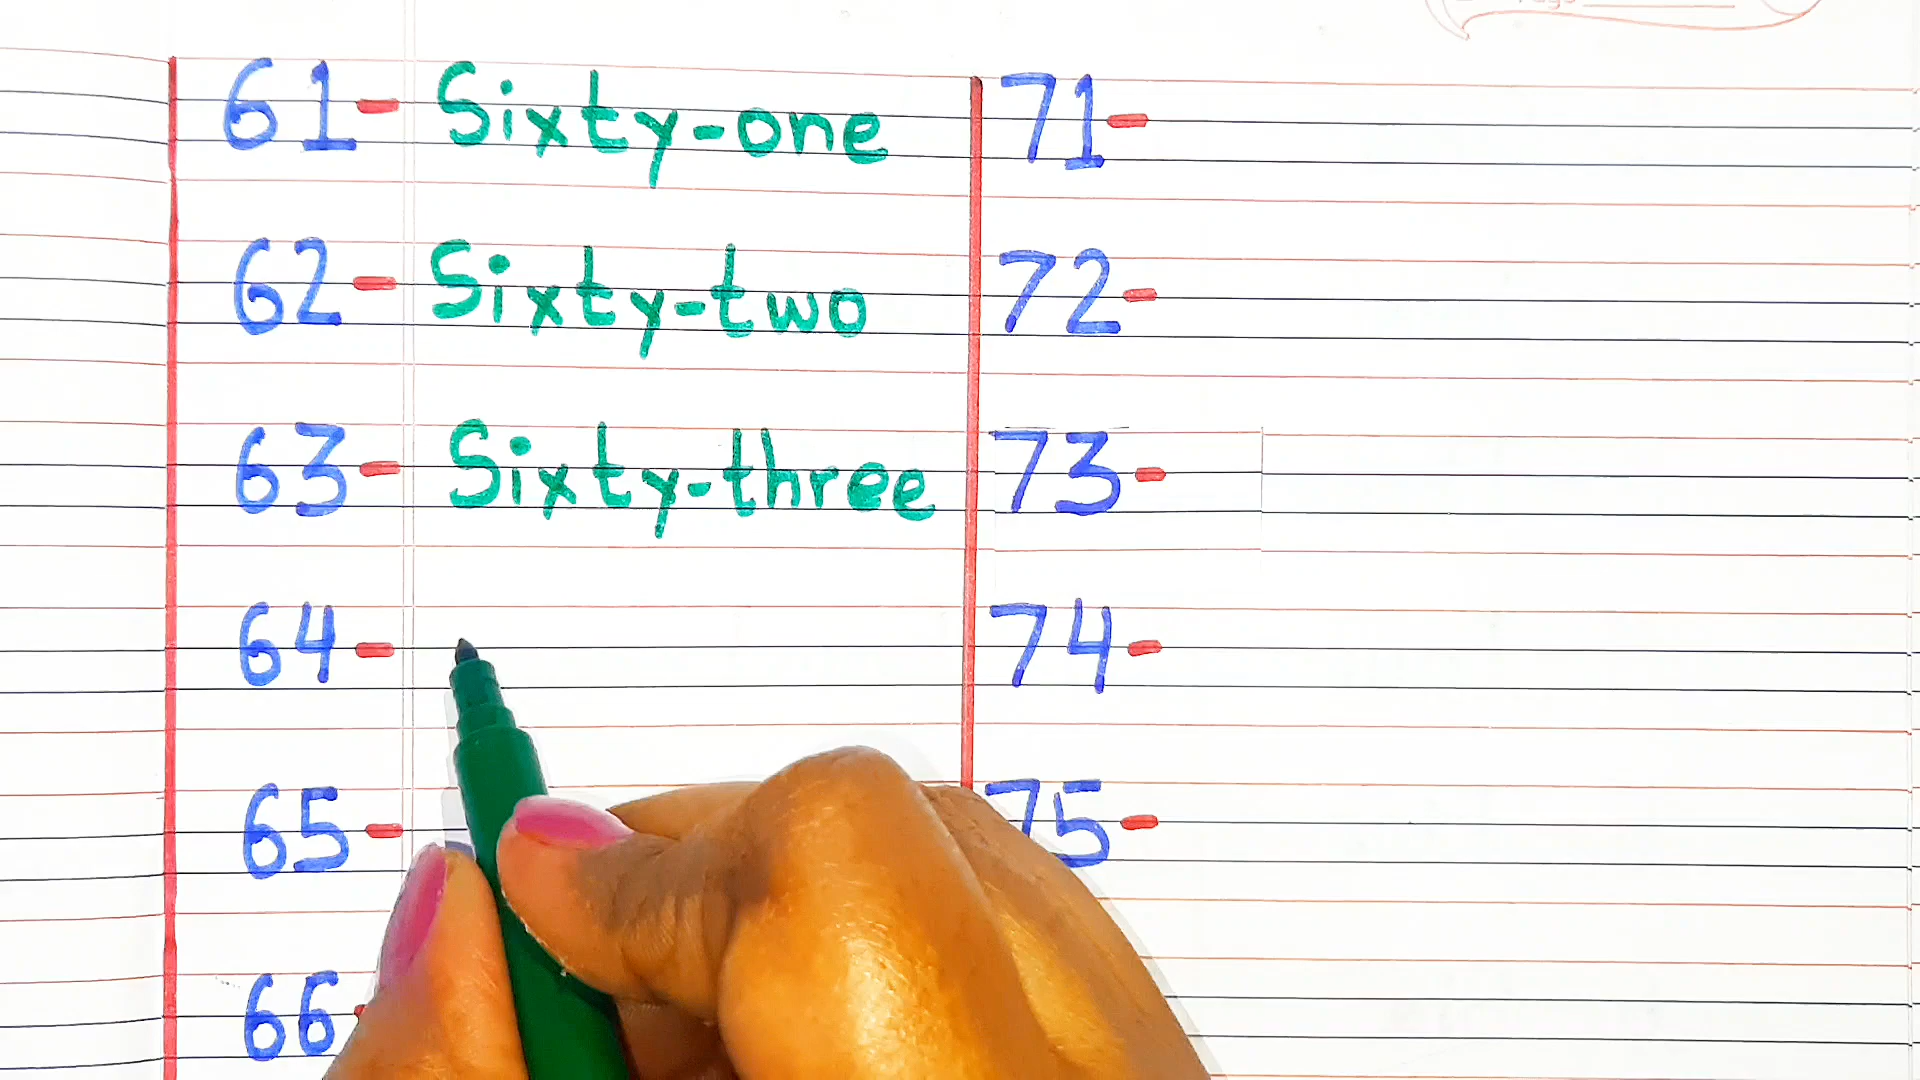 61- Sixty-one
71-
62- Sixty-two
72-
63- Sixty-three
73-
64-
74-
65-
75-
66